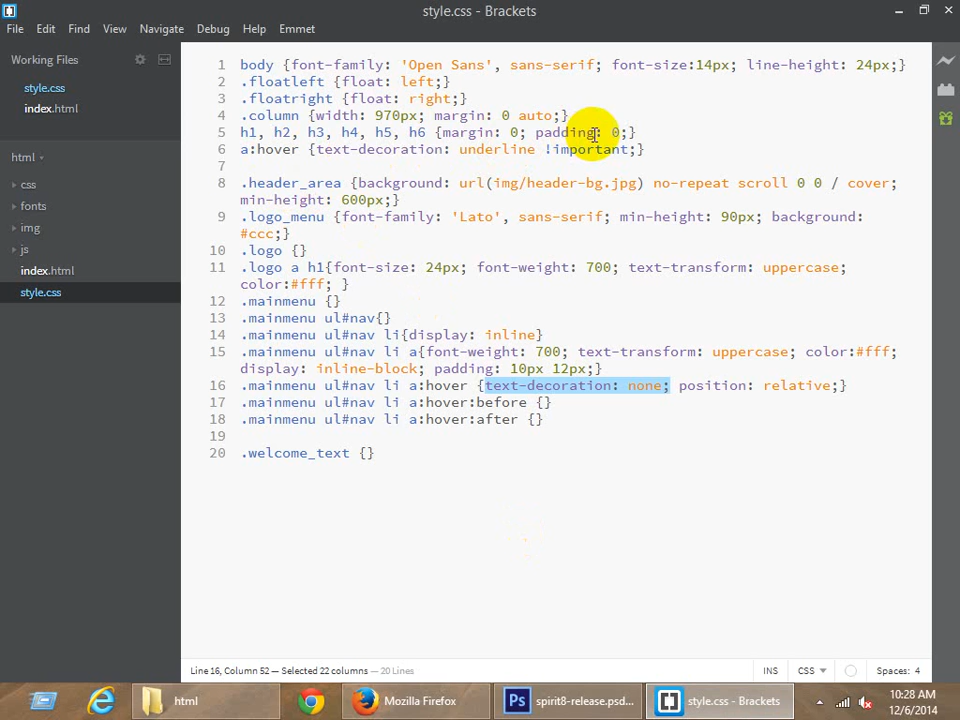 style.css - Brackets
File Edit Find View Navigate Debug Help Emmet
Working Files
style.css
index.html
html
css
fonts
img
js
index.html
style.css
1 body {font-family: 'Open Sans', sans-serif; font-size:14px; line-height: 24px;}
2 .floatleft {float: left;}
3 .floatright {float: right;}
4 .column {width: 970px; margin: 0 auto;}
5 h1, h2, h3, h4, h5, h6 {margin: 0; padding: 0;}
6 a:hover {text-decoration: underline !important;}
7
8 .header_area {background: url(img/header-bg.jpg) no-repeat scroll 0 0 / cover;
min-height: 600px;}
9 .logo_menu {font-family: 'Lato', sans-serif; min-height: 90px; background:
#ccc;}
10 .logo {}
11 .logo a h1{font-size: 24px; font-weight: 700; text-transform: uppercase;
color:#fff; }
12 .mainmenu {}
13 .mainmenu ul#nav{}
14 .mainmenu ul#nav li{display: inline}
15 .mainmenu ul#nav li a{font-weight: 700; text-transform: uppercase; color:#fff;
display: inline-block; padding: 10px 12px;}
16 .mainmenu ul#nav li a:hover {text-decoration: none; position: relative;}
17 .mainmenu ul#nav li a:hover:before {}
18 .mainmenu ul#nav li a:hover:after {}
19
20 .welcome_text {}
Line 16, Column 52 — Selected 22 columns — 20 Lines
INS CSS Spaces: 4
html
Mozilla Firefox
Ps spirit8-release.psd...
style.css - Brackets
10:28 AM
12/6/2014